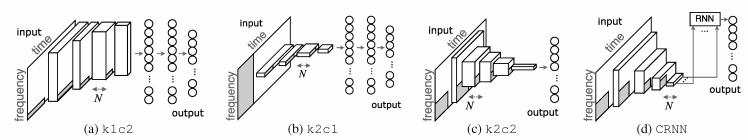 input
time
frequency
N
output
(a) k1c2
input
time
frequency
N
output
(b) k2c1
input
time
frequency
N
output
(c) k2c2
input
time
frequency
N
RNN
...
output
(d) CRNN